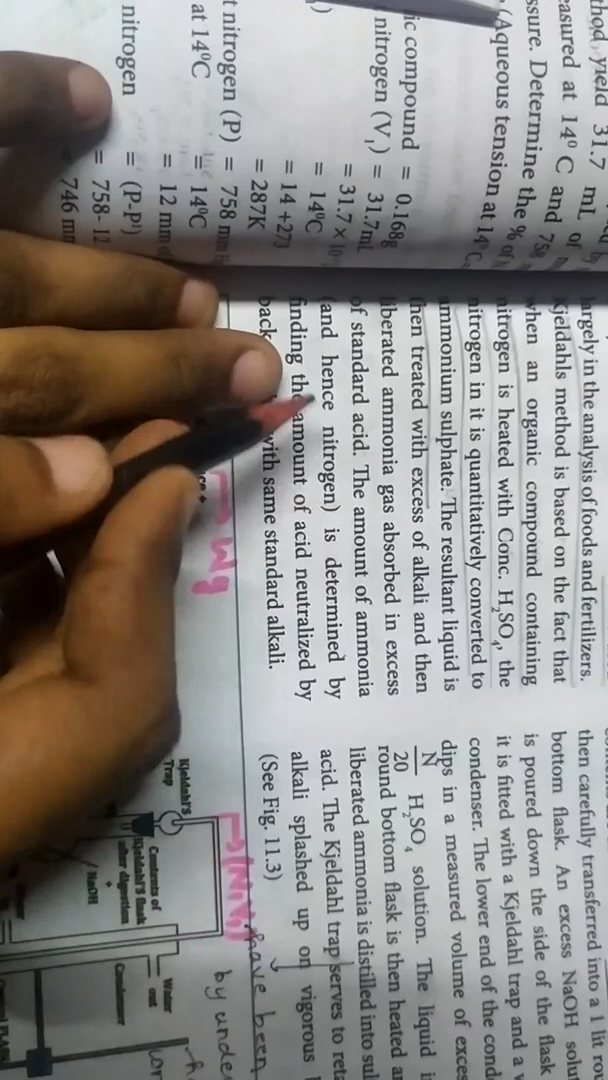 thod, yield 31.7 mL of
easured at 14° C and 758
ssure. Determine the % of
(Aqueous tension at 14° C
ic compound = 0.168g
nitrogen (V₁) = 31.7mL
= 31.7 × 10
= 14°C
= 14 +273
= 287K
t nitrogen (P) = 758 mm
at 14°C = 14°C
= 12 mm
nitrogen = (P-P¹)
= 758- 12
746 mm
largely in the analysis of foods and fertilizers.
Kjeldahls method is based on the fact that
when an organic compound containing
nitrogen is heated with Conc. H₂SO₄, the
nitrogen in it is quantitatively converted to
ammonium sulphate. The resultant liquid is
then treated with excess of alkali and then
liberated ammonia gas absorbed in excess
of standard acid. The amount of ammonia
(and hence nitrogen) is determined by
finding the amount of acid neutralized by
back with same standard alkali.
Wg
then carefully transferred into a 1 lit
bottom flask. An excess NaOH
is poured down the side of the flask
it is fitted with a Kjeldahl trap and a
condenser. The lower end of the
dips in a measured volume of
N/20 H₂SO₄ solution. The liquid
round bottom flask is then heated
liberated ammonia is distilled into
acid. The Kjeldahl trap serves to
alkali splashed up on vigorous
(See Fig. 11.3)
have been
by
Kjeldahl's
Trap
Contents of
Kjeldahl'S flask
after digestion
+
NaOH
Water
out
Condenser